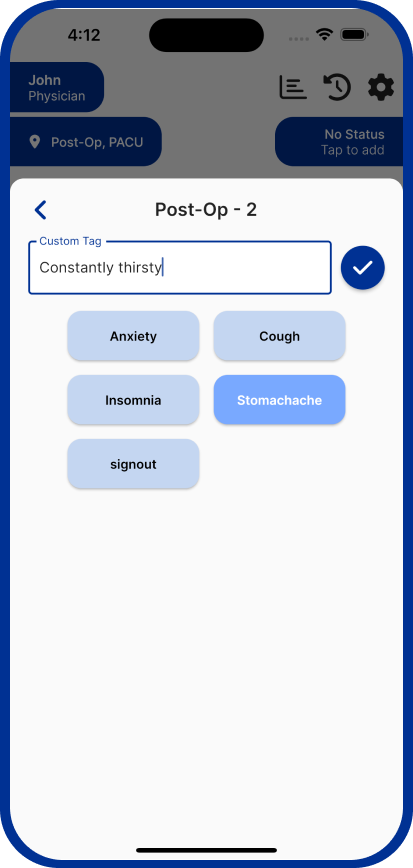 4:12
John
Physician
Post-Op, PACU
No Status
Tap to add
Post-Op - 2
Custom Tag
Constantly thirsty
Anxiety
Cough
Insomnia
Stomachache
signout